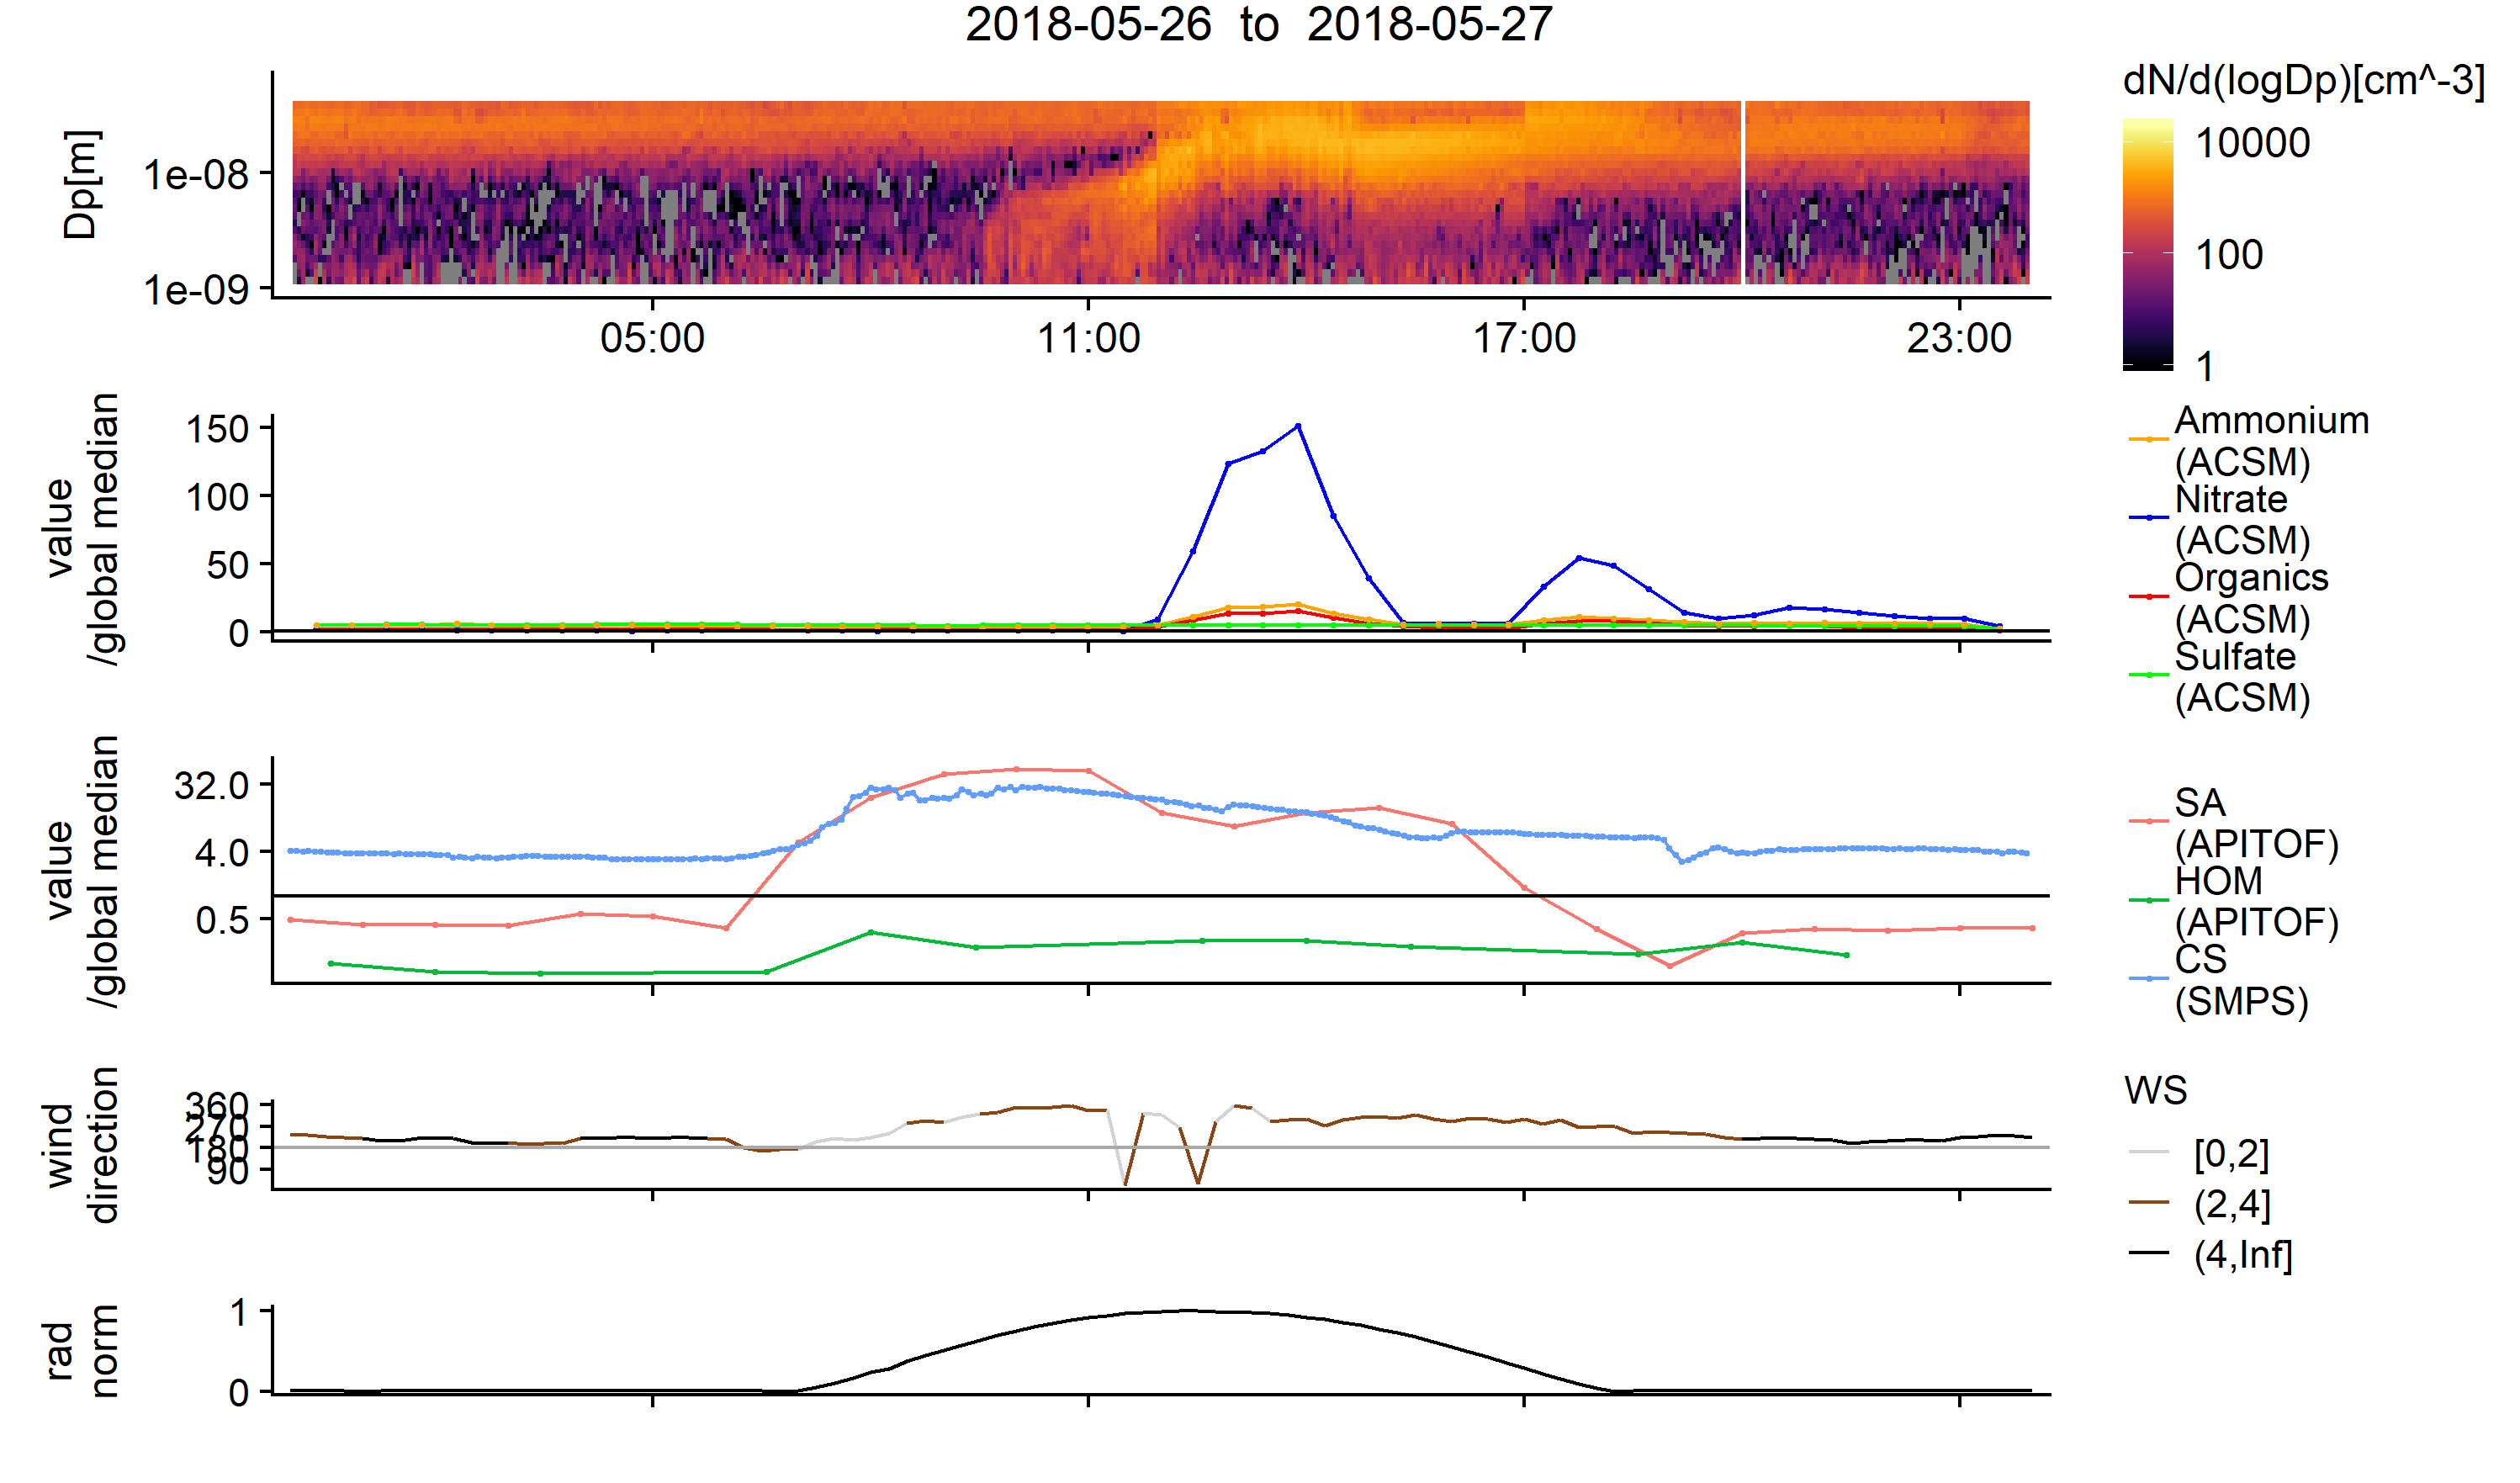 2018-05-26 to 2018-05-27
Dp[m]
1e-08
1e-09
05:00
11:00
17:00
23:00
dN/d(logDp)[cm^-3]
10000
100
1
value
/global median
150
100
50
0
Ammonium
(ACSM)
Nitrate
(ACSM)
Organics
(ACSM)
Sulfate
(ACSM)
value
/global median
32.0
4.0
0.5
SA
(APITOF)
HOM
(APITOF)
CS
(SMPS)
wind
direction
360
270
180
90
WS
[0,2]
(2,4]
(4,Inf]
rad
norm
1
0